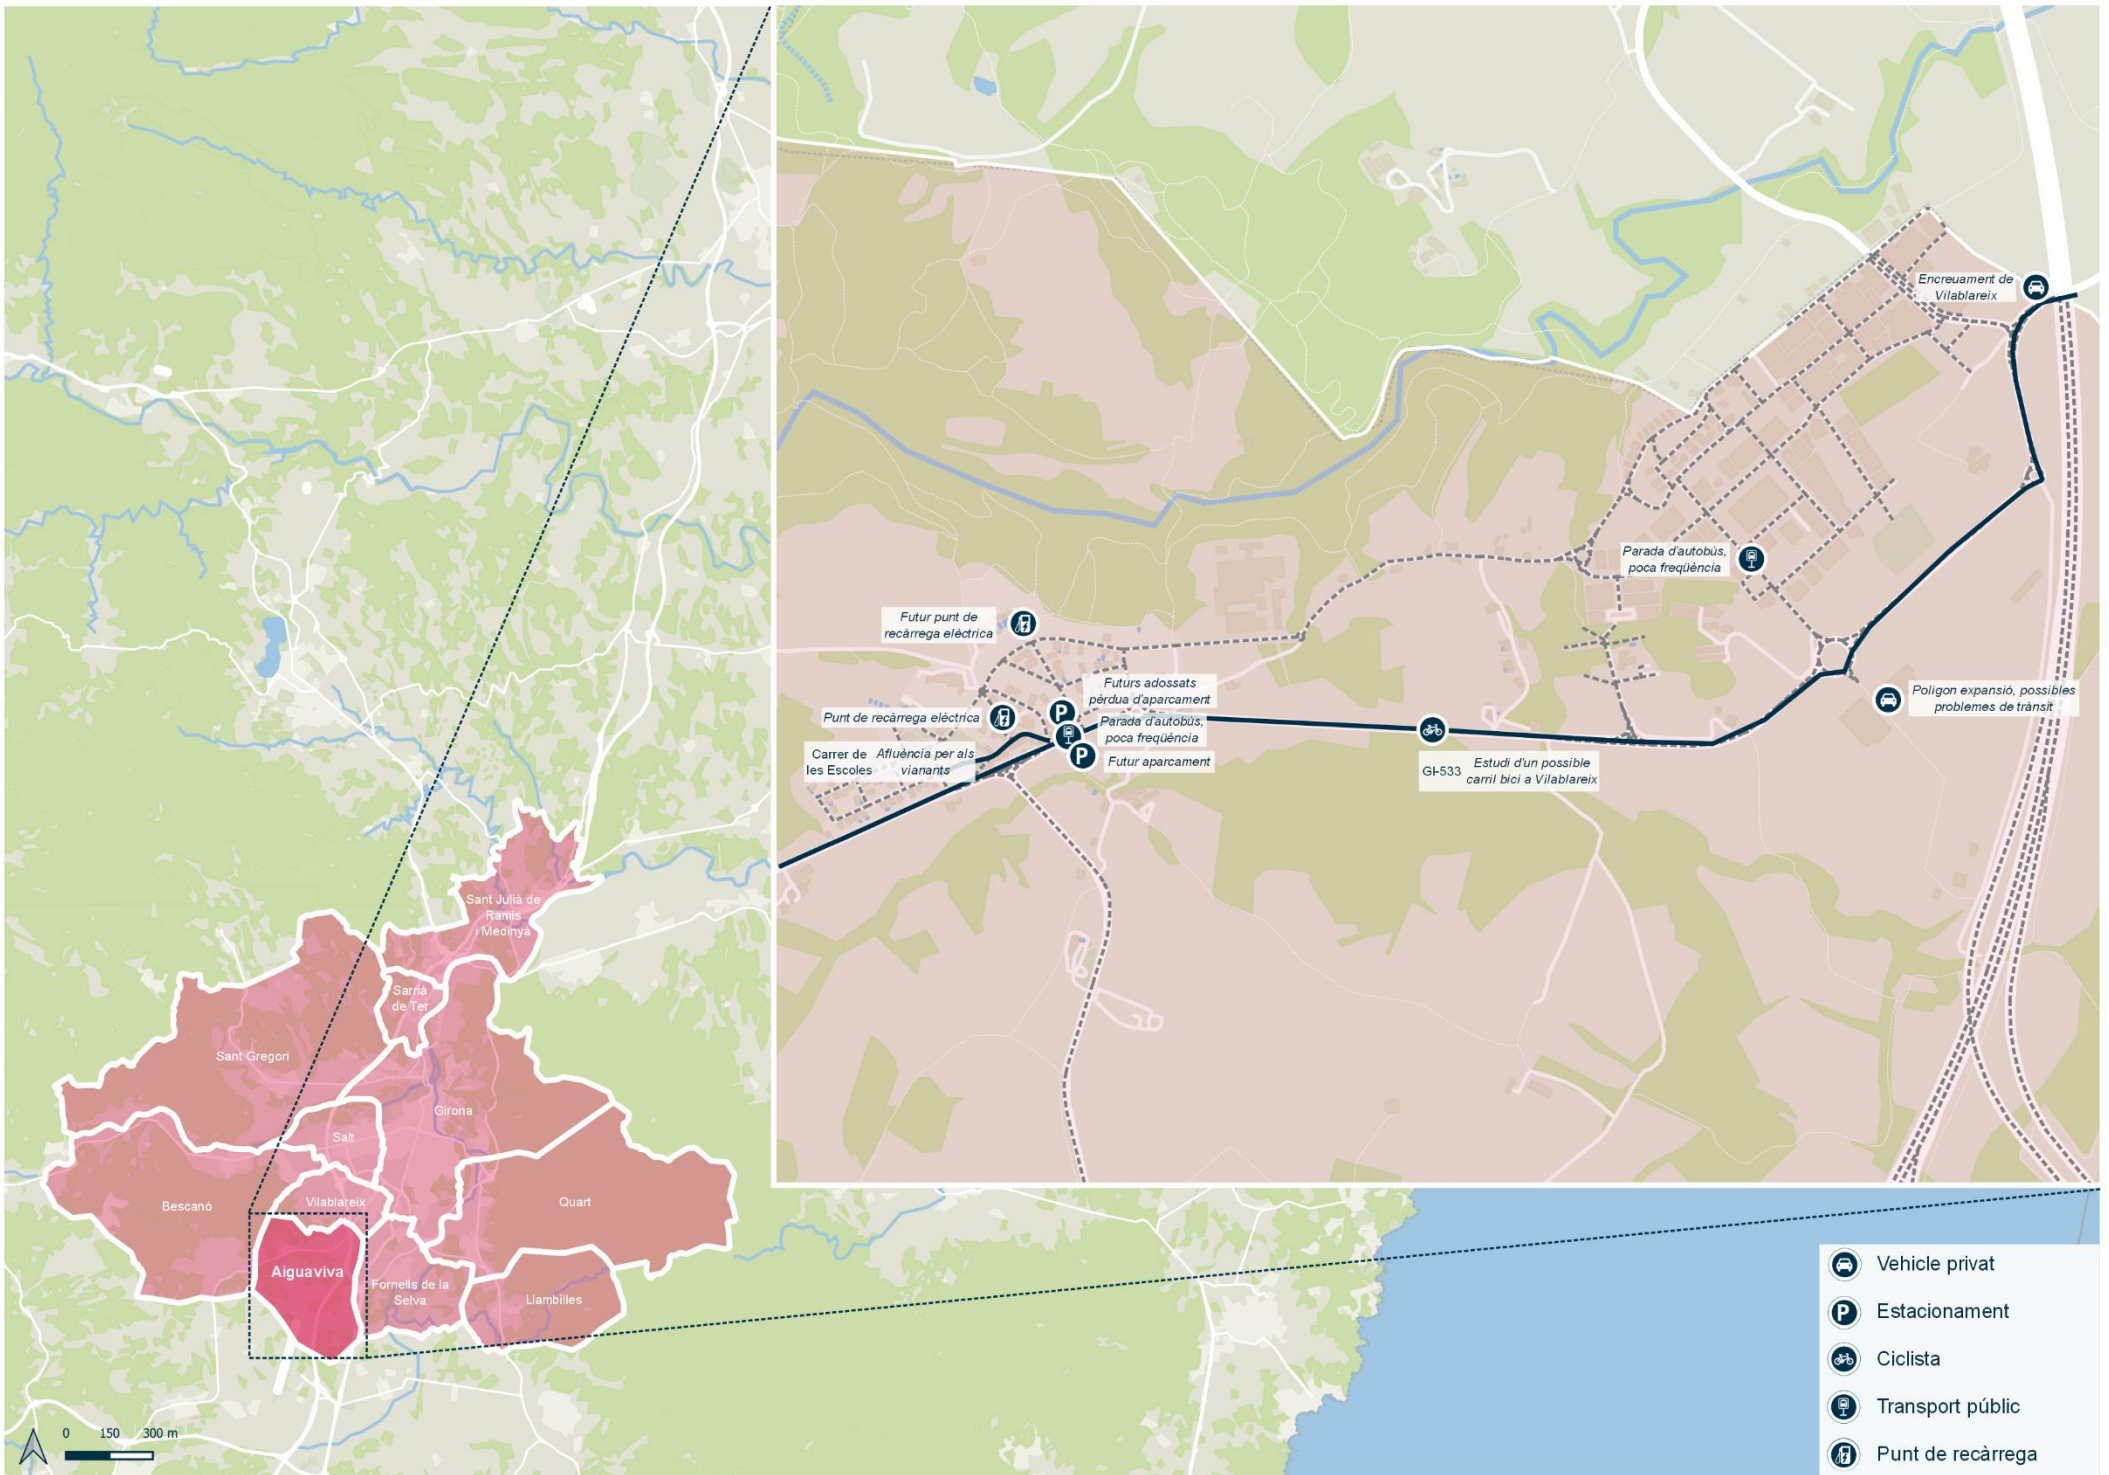 Encreuament de
Vilablareix
Parada d'autobús,
poca freqüència
Futur punt de
recàrrega elèctrica
Futurs adossats
pèrdua d'aparcament
Punt de recàrrega elèctrica
Parada d'autobús,
poca freqüència
Carrer de
les Escoles
Afluència per als
vianants
Futur aparcament
GI-533
Estudi d'un possible
carril bici a Vilablareix
Polígon expansió, possibles
problemes de trànsit
P
P
Sant Julià de
Ramis
i Medinyà
Sarrià
de Ter
Sant Gregori
Girona
Salt
Bescanó
Vilablareix
Quart
Aiguaviva
Fornells de la
Selva
Llambilles
0 150 300 m
Vehicle privat
P Estacionament
Ciclista
Transport públic
Punt de recàrrega